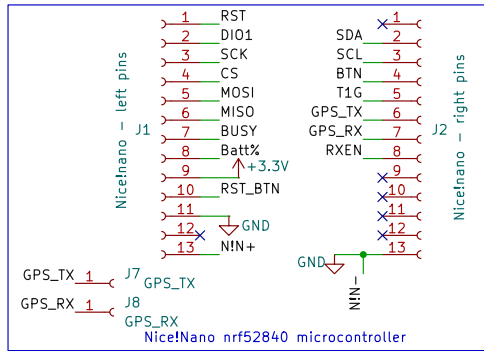 Nice!nano - left pins
J1
1 RST
2 DIO1
3 SCK
4 CS
5 MOSI
6 MISO
7 BUSY
8 Batt%
9 +3.3V
10 RST_BTN
11 GND
12
13 N!N+
Nice!nano - right pins
J2
1
SDA 2
SCL 3
BTN 4
T1G 5
GPS_TX 6
GPS_RX 7
RXEN 8
9
10
11
12
GND 13
N!N-
GPS_TX 1 J7
GPS_TX
GPS_RX 1 J8
GPS_RX
Nice!Nano nrf52840 microcontroller